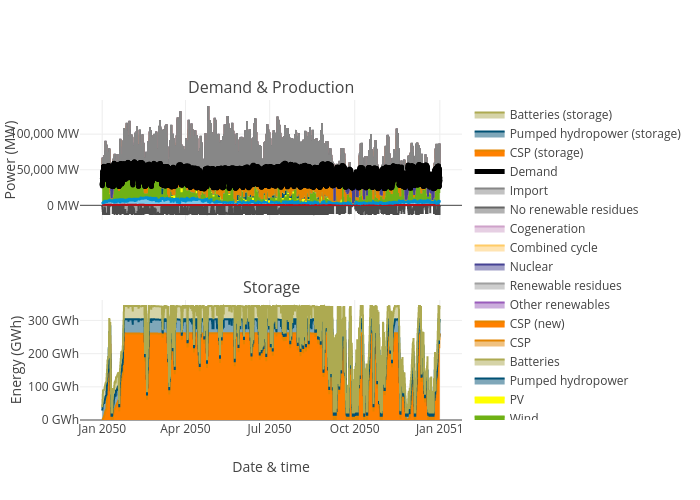 Demand & Production
Power (MW)
100,000 MW
50,000 MW
0 MW
Storage
Energy (GWh)
300 GWh
200 GWh
100 GWh
0 GWh
Jan 2050
Apr 2050
Jul 2050
Oct 2050
Jan 2051
Date & time
Batteries (storage)
Pumped hydropower (storage)
CSP (storage)
Demand
Import
No renewable residues
Cogeneration
Combined cycle
Nuclear
Renewable residues
Other renewables
CSP (new)
CSP
Batteries
Pumped hydropower
PV
Wind